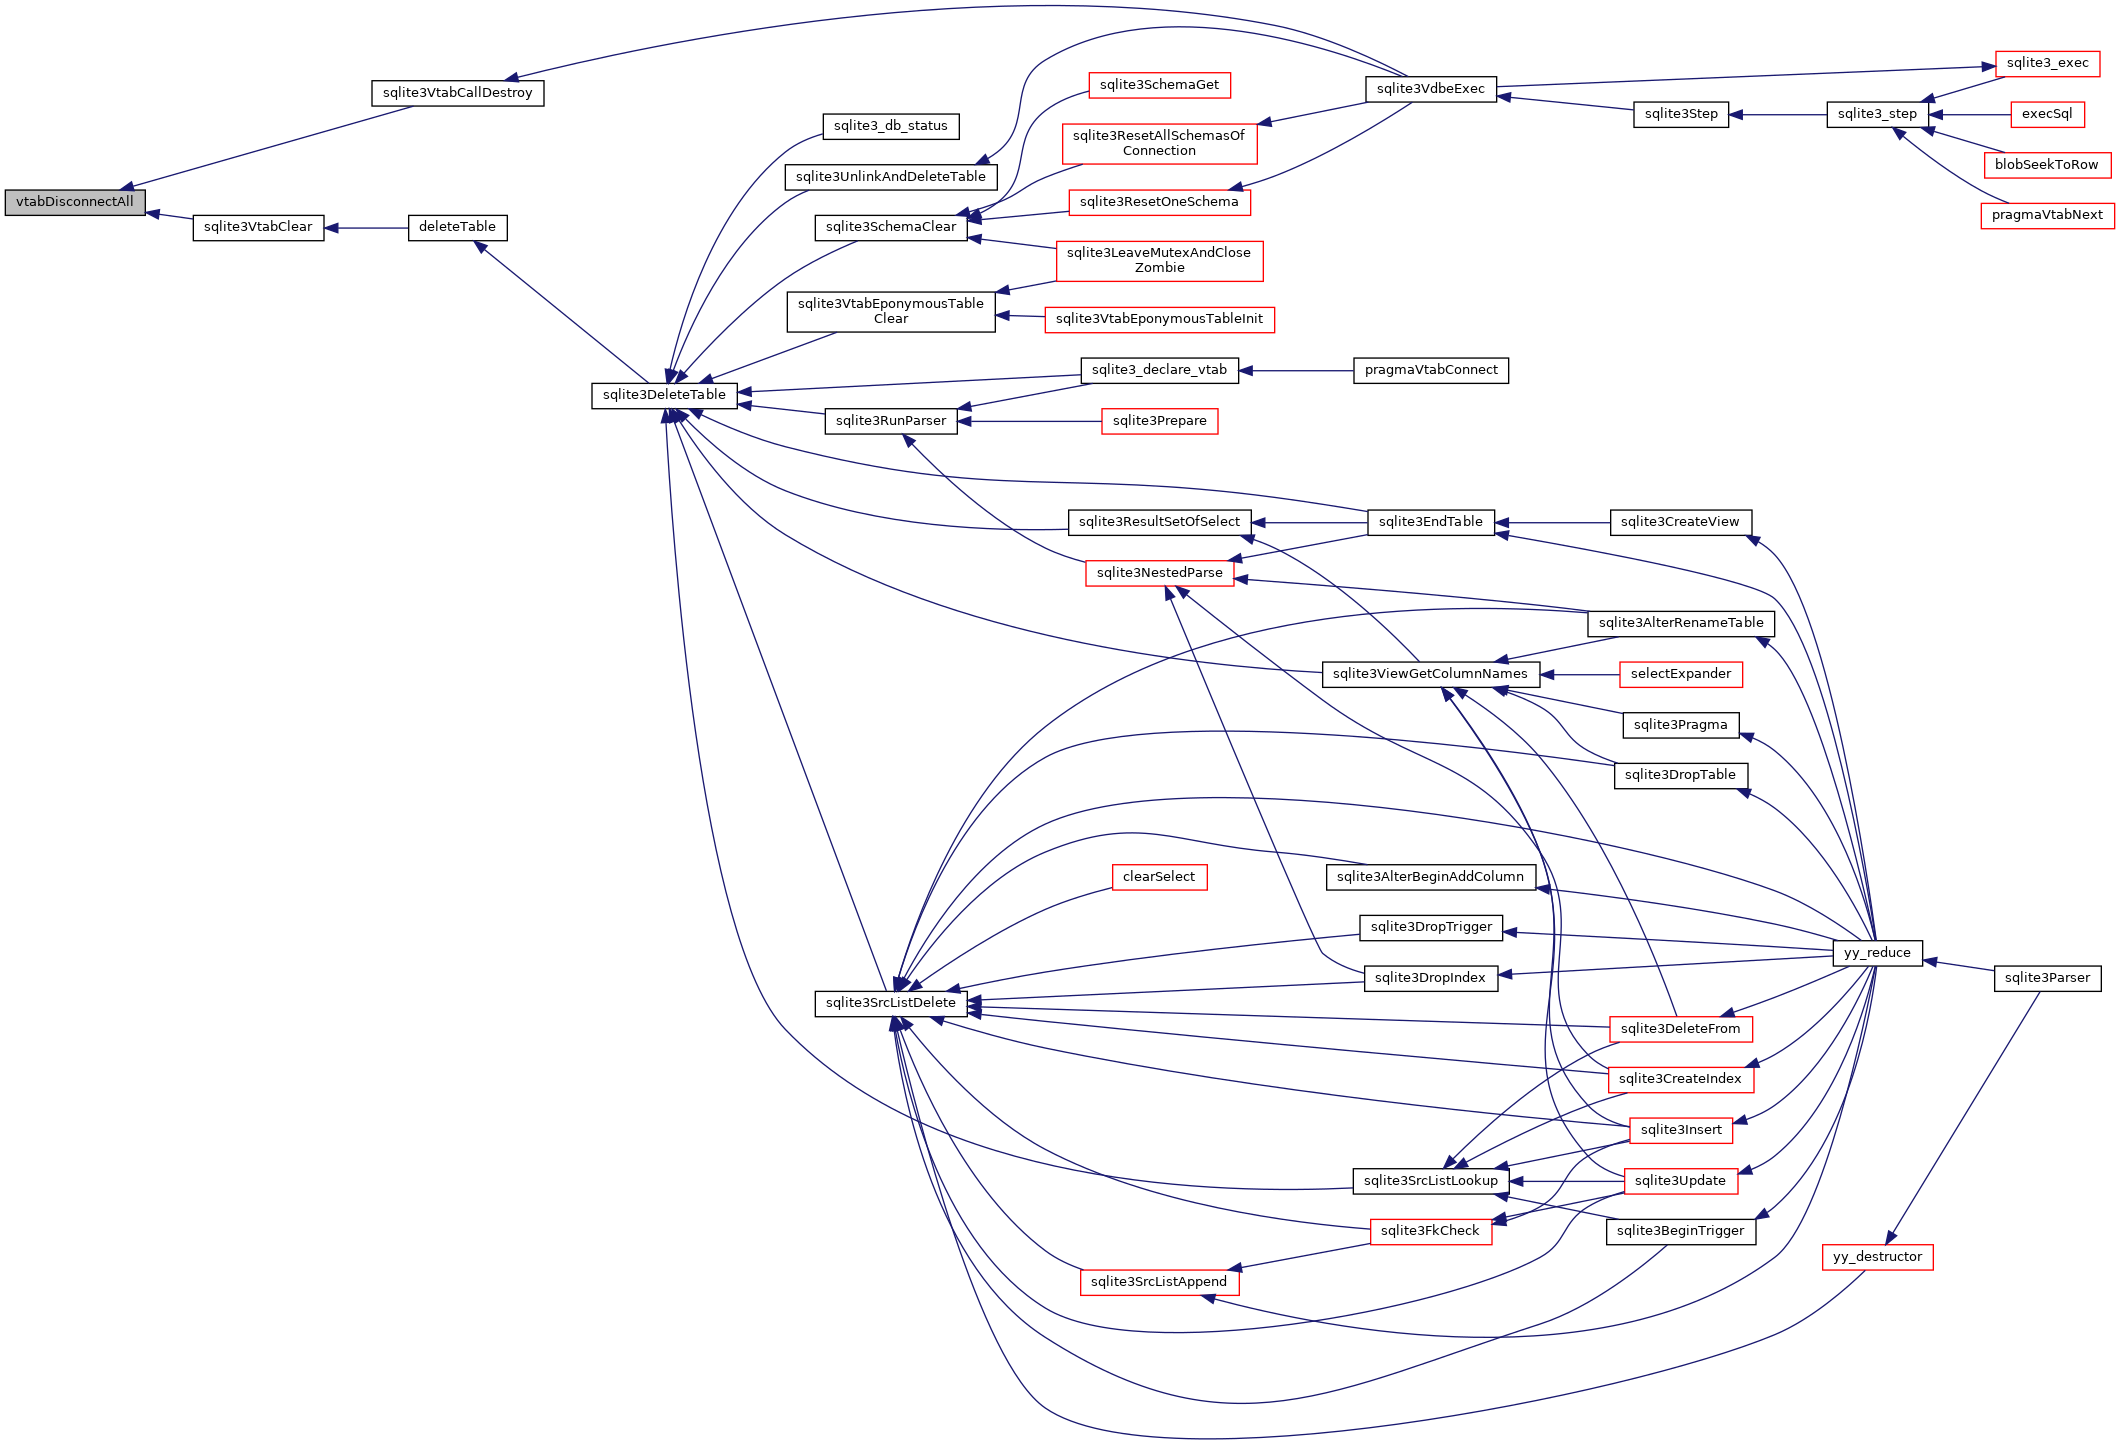 vtabDisconnectAll
sqlite3VtabCallDestroy
sqlite3VtabClear
deleteTable
sqlite3DeleteTable
sqlite3_db_status
sqlite3UnlinkAndDeleteTable
sqlite3SchemaClear
sqlite3VtabEponymousTable
Clear
sqlite3RunParser
sqlite3SrcListDelete
sqlite3SchemaGet
sqlite3ResetAllSchemasOf
Connection
sqlite3ResetOneSchema
sqlite3LeaveMutexAndClose
Zombie
sqlite3VtabEponymousTableInit
sqlite3_declare_vtab
sqlite3Prepare
sqlite3ResultSetOfSelect
sqlite3NestedParse
clearSelect
sqlite3SrcListAppend
sqlite3VdbeExec
pragmaVtabConnect
sqlite3EndTable
sqlite3ViewGetColumnNames
sqlite3AlterBeginAddColumn
sqlite3DropTrigger
sqlite3DropIndex
sqlite3SrcListLookup
sqlite3FkCheck
sqlite3Step
sqlite3CreateView
sqlite3AlterRenameTable
selectExpander
sqlite3Pragma
sqlite3DropTable
sqlite3DeleteFrom
sqlite3CreateIndex
sqlite3Insert
sqlite3Update
sqlite3BeginTrigger
sqlite3_step
yy_reduce
yy_destructor
sqlite3_exec
execSql
blobSeekToRow
pragmaVtabNext
sqlite3Parser